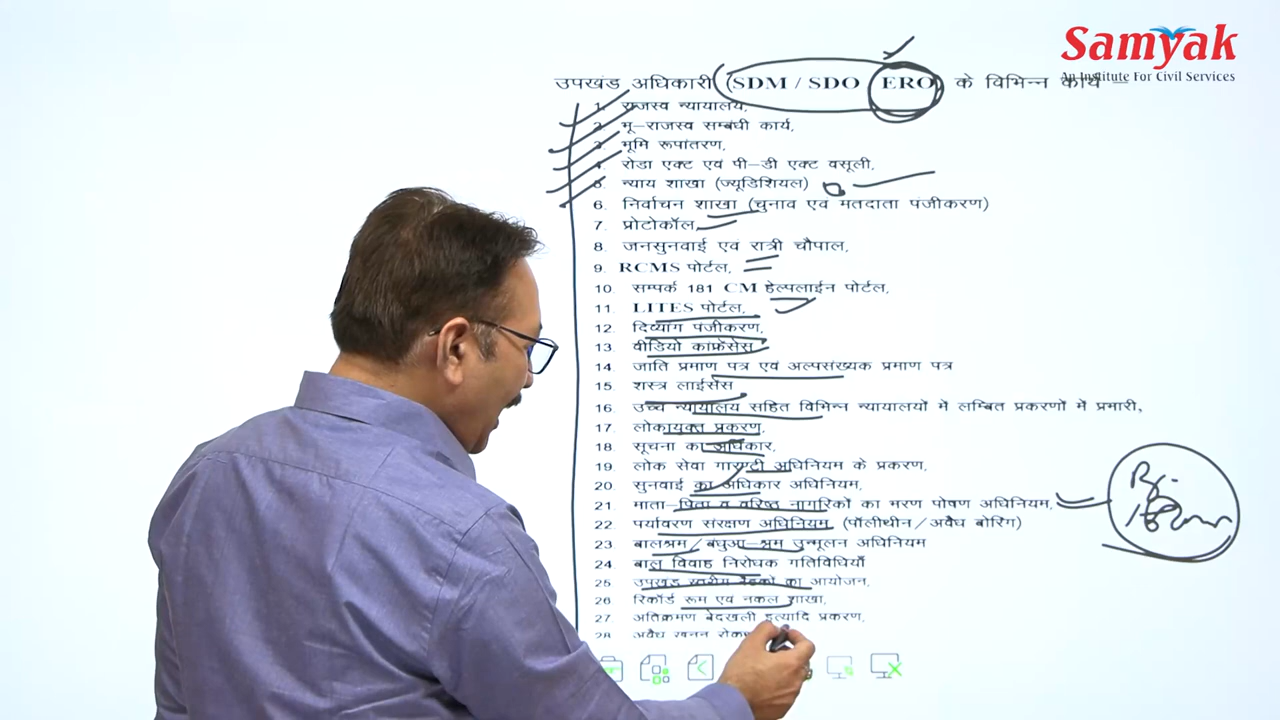 Samyak
An Institute For Civil Services
उपखंड अधिकारी (SDM / SDO ERO) के विभिन्न कार्य –
1. राजस्व न्यायालय,
2. भू–राजस्व सम्बंधी कार्य,
3. भूमि रूपांतरण,
4. रोडा एक्ट एवं पी–डी एक्ट वसूली,
5. न्याय शाखा (ज्यूडिशियल)
6. निर्वाचन शाखा (चुनाव एवं मतदाता पंजीकरण)
7. प्रोटोकॉल,
8. जनसुनवाई एवं रात्री चौपाल,
9. RCMS पोर्टल,
10. सम्पर्क 181 CM हेल्पलाईन पोर्टल,
11. LITES पोर्टल,
12. दिव्यांग पंजीकरण,
13. वीडियो कांफ्रेंसेस,
14. जाति प्रमाण पत्र एवं अल्पसंख्यक प्रमाण पत्र
15. शस्त्र लाईसेंस
16. उच्च न्यायालय सहित विभिन्न न्यायालयों में लम्बित प्रकरणों में प्रभारी,
17. लोकायुक्त प्रकरण,
18. सूचना का अधिकार,
19. लोक सेवा गारण्टी अधिनियम के प्रकरण,
20. सुनवाई का अधिकार अधिनियम,
21. माता–पिता व वरिष्ठ नागरिकों का भरण पोषण अधिनियम,
22. पर्यावरण संरक्षण अधिनियम (पॉलीथीन/अवैध बोरिंग)
23. बालश्रम/बंधुआ–श्रम उन्मूलन अधिनियम
24. बाल विवाह निरोधक गतिविधियाँ
25. उपखंड स्तरीय बैठकों का आयोजन,
26. रिकॉर्ड रूम एवं नकल शाखा,
27. अतिक्रमण बेदखली इत्यादि प्रकरण,
28. अवैध खनन